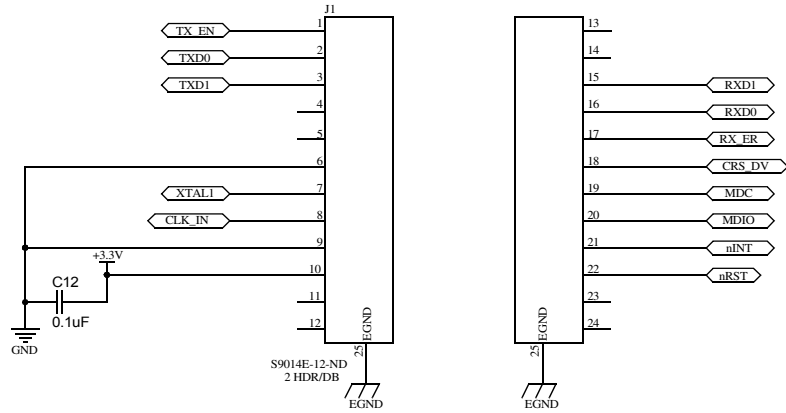 J1
TX_EN 1
TXD0 2
TXD1 3
4
5
6
XTAL1 7
CLK_IN 8
9
+3.3V
10
C12
0.1uF
11
12
GND
EGND
25
S9014E-12-ND
2 HDR/DB
EGND
13
14
15 RXD1
16 RXD0
17 RX_ER
18 CRS_DV
19 MDC
20 MDIO
21 nINT
22 nRST
23
24
EGND
25
EGND